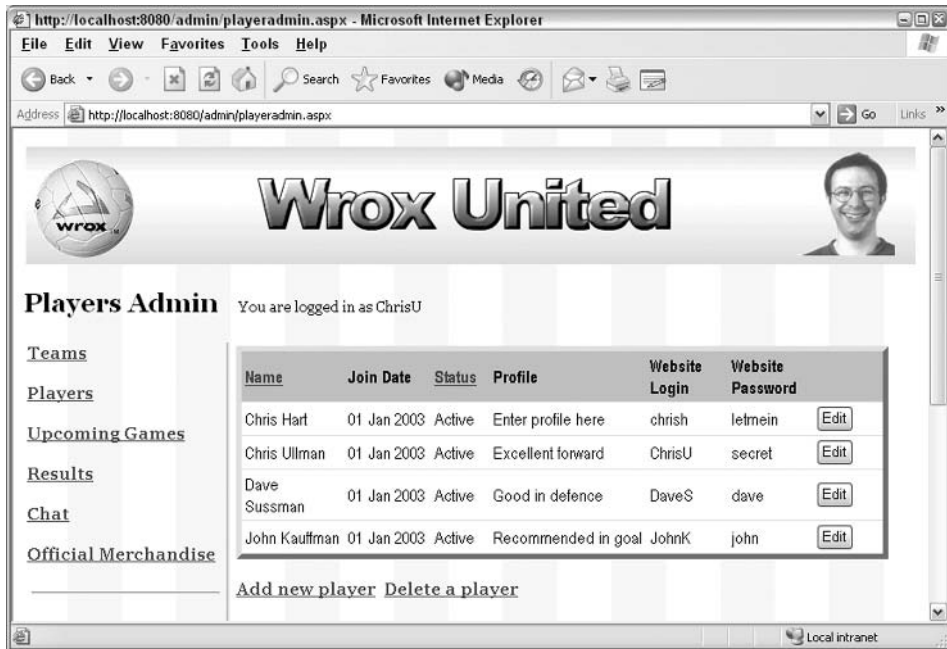 http://localhost:8080/admin/playeradmin.aspx - Microsoft Internet Explorer
File Edit View Favorites Tools Help
Back Search Favorites Media
Address http://localhost:8080/admin/playeradmin.aspx Go Links »
wrox
Wrox United
Players Admin
You are logged in as ChrisU
Teams
Players
Upcoming Games
Results
Chat
Official Merchandise
Name Join Date Status Profile Website Login Website Password
Chris Hart 01 Jan 2003 Active Enter profile here chrish letmein Edit
Chris Ullman 01 Jan 2003 Active Excellent forward ChrisU secret Edit
Dave Sussman 01 Jan 2003 Active Good in defence DaveS dave Edit
John Kauffman 01 Jan 2003 Active Recommended in goal JohnK john Edit
Add new player Delete a player
Local intranet